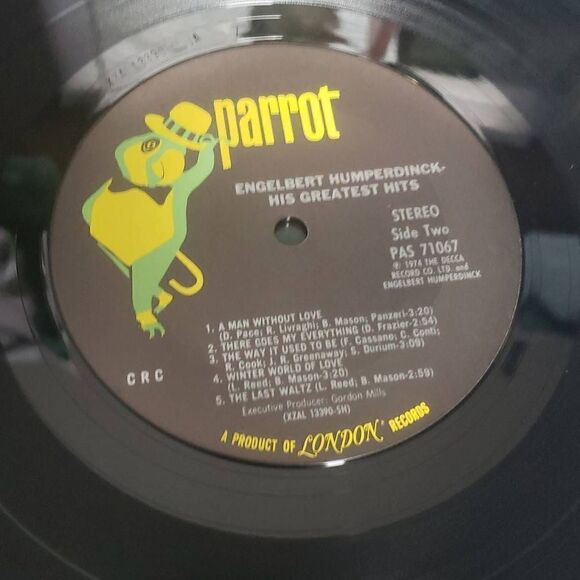 parrot
ENGELBERT HUMPERDINCK-
HIS GREATEST HITS
STEREO
Side Two
PAS 71067
℗ 1974 THE DECCA
RECORD CO. LTD. and
ENGELBERT HUMPERDINCK
1. A MAN WITHOUT LOVE
(D. Pace; R. Livraghi; B. Mason; Panzeri-3:20)
2. THERE GOES MY EVERYTHING (D. Frazier-2:54)
3. THE WAY IT USED TO BE (F. Cassano; C. Conti;
R. Cook; J. R. Greenaway; S. Durium-3:09)
4. WINTER WORLD OF LOVE
(L. Reed; B. Mason-3:20)
5. THE LAST WALTZ (L. Reed; B. Mason-2:59)
Executive Producer: Gordon Mills
(XZAL 13390-SH)
CRC
A PRODUCT OF LONDON® RECORDS